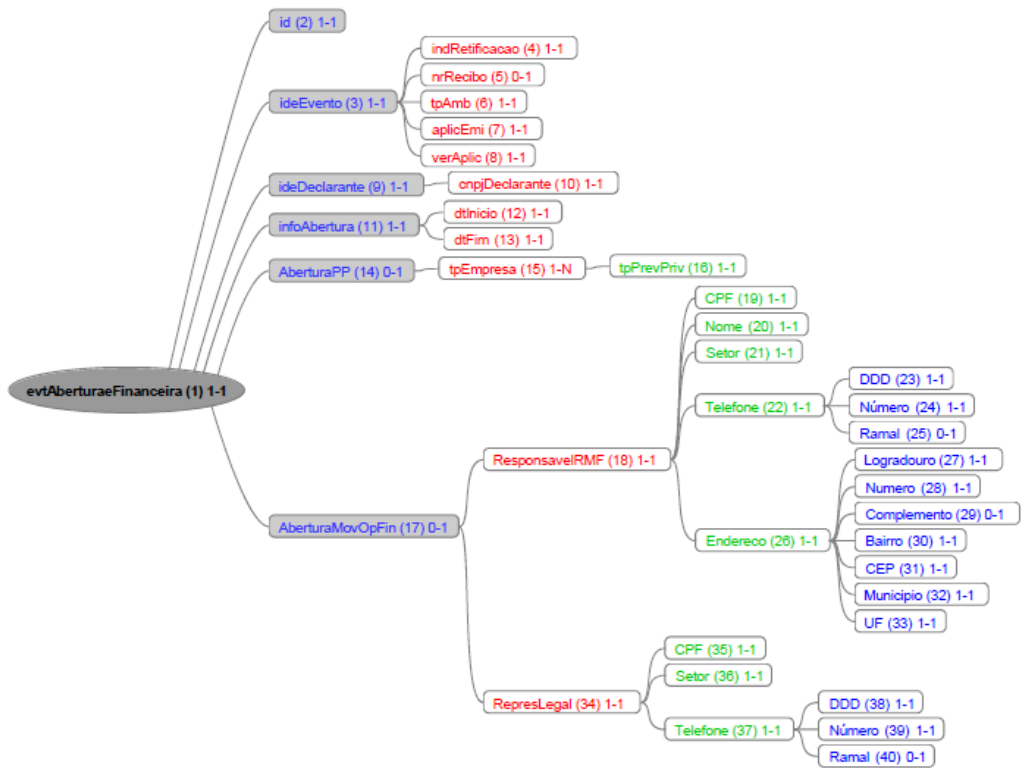 id (2) 1-1
indRetificacao (4) 1-1
nrRecibo (5) 0-1
ideEvento (3) 1-1
tpAmb (6) 1-1
aplicEmi (7) 1-1
verAplic (8) 1-1
ideDeclarante (9) 1-1
cnpjDeclarante (10) 1-1
infoAbertura (11) 1-1
dtInicio (12) 1-1
dtFim (13) 1-1
AberturaPP (14) 0-1
tpEmpresa (15) 1-N
tpPrevPriv (16) 1-1
evtAberturaeFinanceira (1) 1-1
AberturaMovOpFin (17) 0-1
ResponsavelRMF (18) 1-1
CPF (19) 1-1
Nome (20) 1-1
Setor (21) 1-1
Telefone (22) 1-1
DDD (23) 1-1
Número (24) 1-1
Ramal (25) 0-1
Endereco (26) 1-1
Logradouro (27) 1-1
Numero (28) 1-1
Complemento (29) 0-1
Bairro (30) 1-1
CEP (31) 1-1
Municipio (32) 1-1
UF (33) 1-1
RepresLegal (34) 1-1
CPF (35) 1-1
Setor (36) 1-1
Telefone (37) 1-1
DDD (38) 1-1
Número (39) 1-1
Ramal (40) 0-1